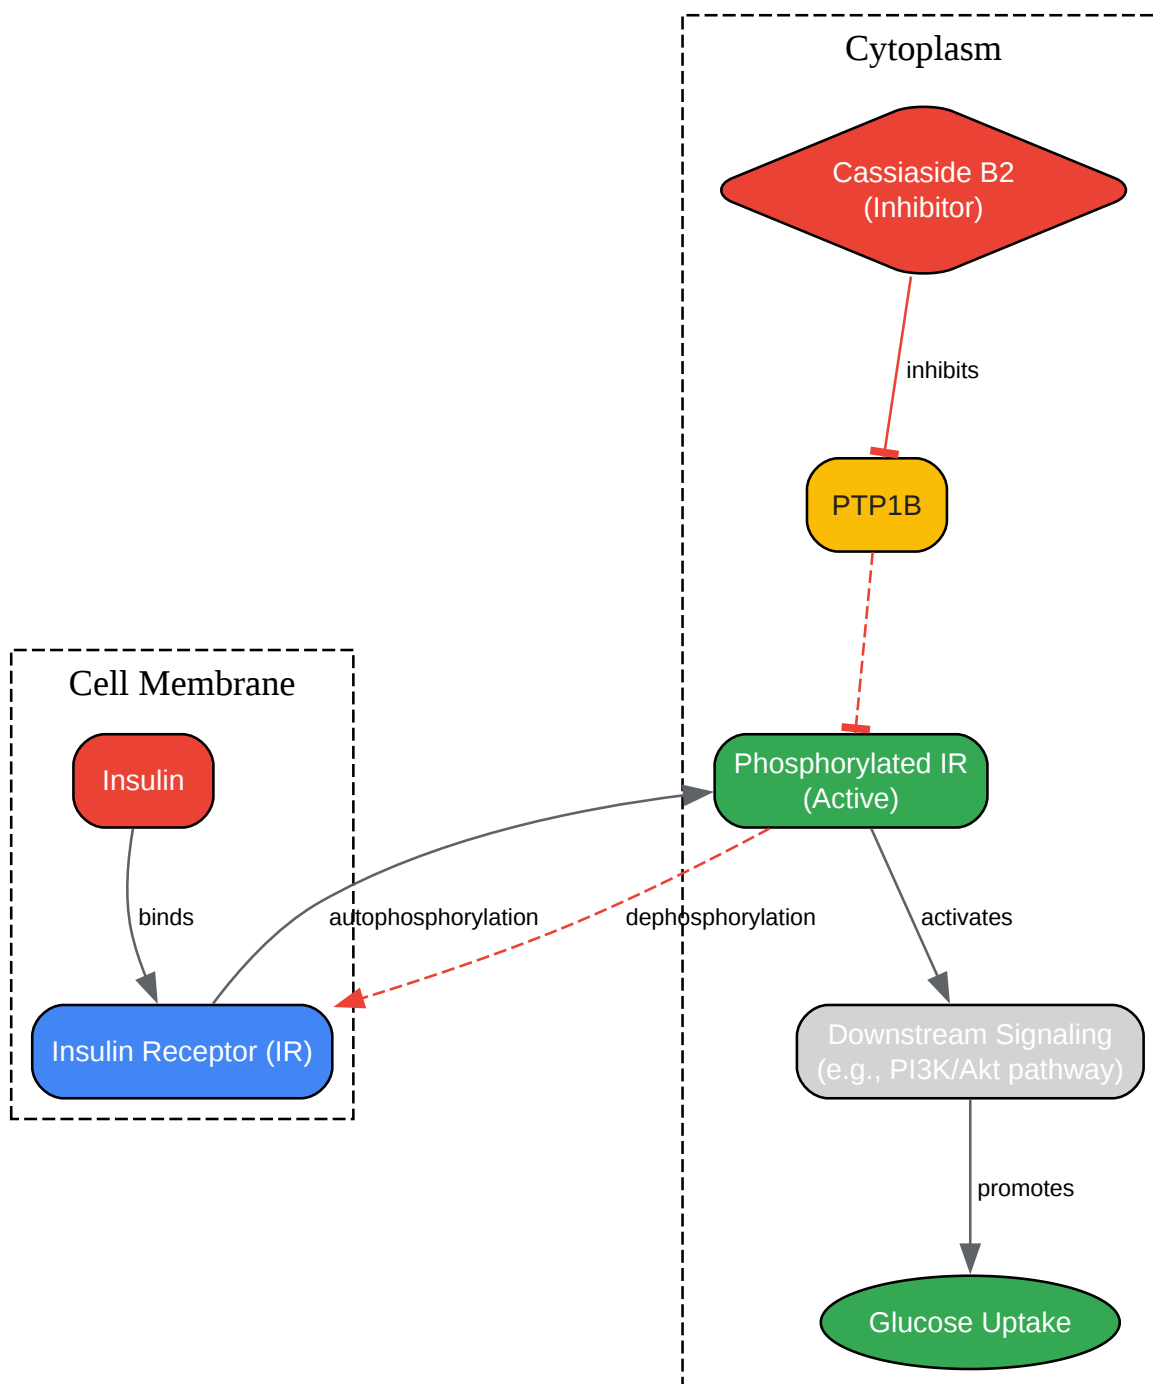 Cytoplasm
Cassiaside B2
(Inhibitor)
inhibits
PTP1B
Cell Membrane
Insulin
Phosphorylated IR
(Active)
binds
autophosphorylation
dephosphorylation
activates
Insulin Receptor (IR)
Downstream Signaling
(e.g., PI3K/Akt pathway)
promotes
Glucose Uptake